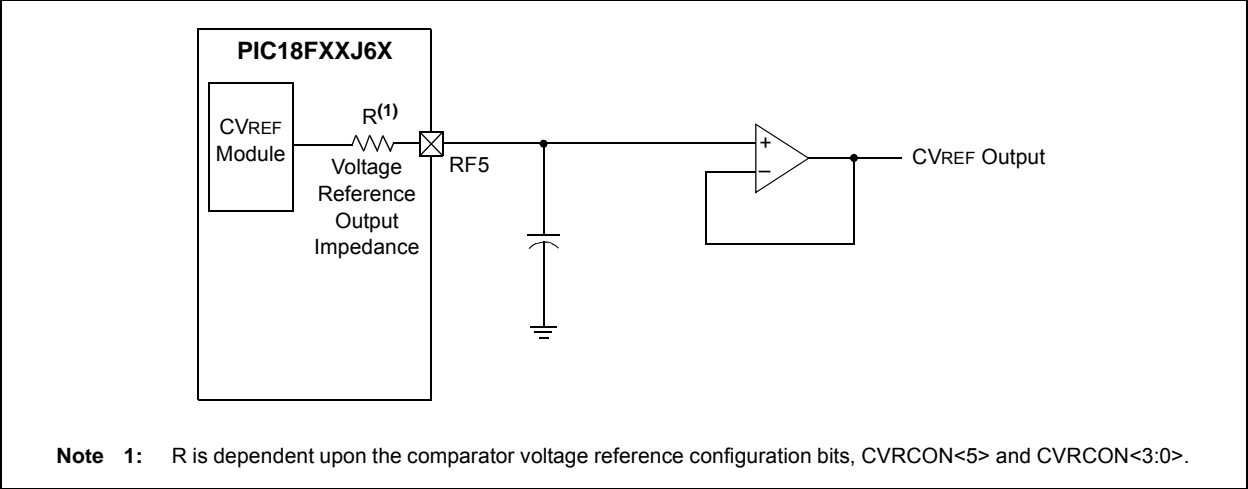 PIC18FXXJ6X
CVREF
Module
R(1)
Voltage
Reference
Output
Impedance
RF5
+
–
CVREF Output
Note 1: R is dependent upon the comparator voltage reference configuration bits, CVRCON<5> and CVRCON<3:0>.